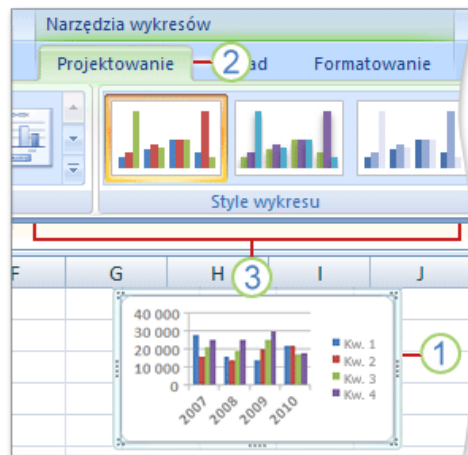 Narzędzia wykresów
Projektowanie 2 ad Formatowanie
Style wykresu
3
F G H I J
40 000
30 000
20 000
10 000
0
2007 2008 2009 2010
Kw. 1
Kw. 2
Kw. 3
Kw. 4
1